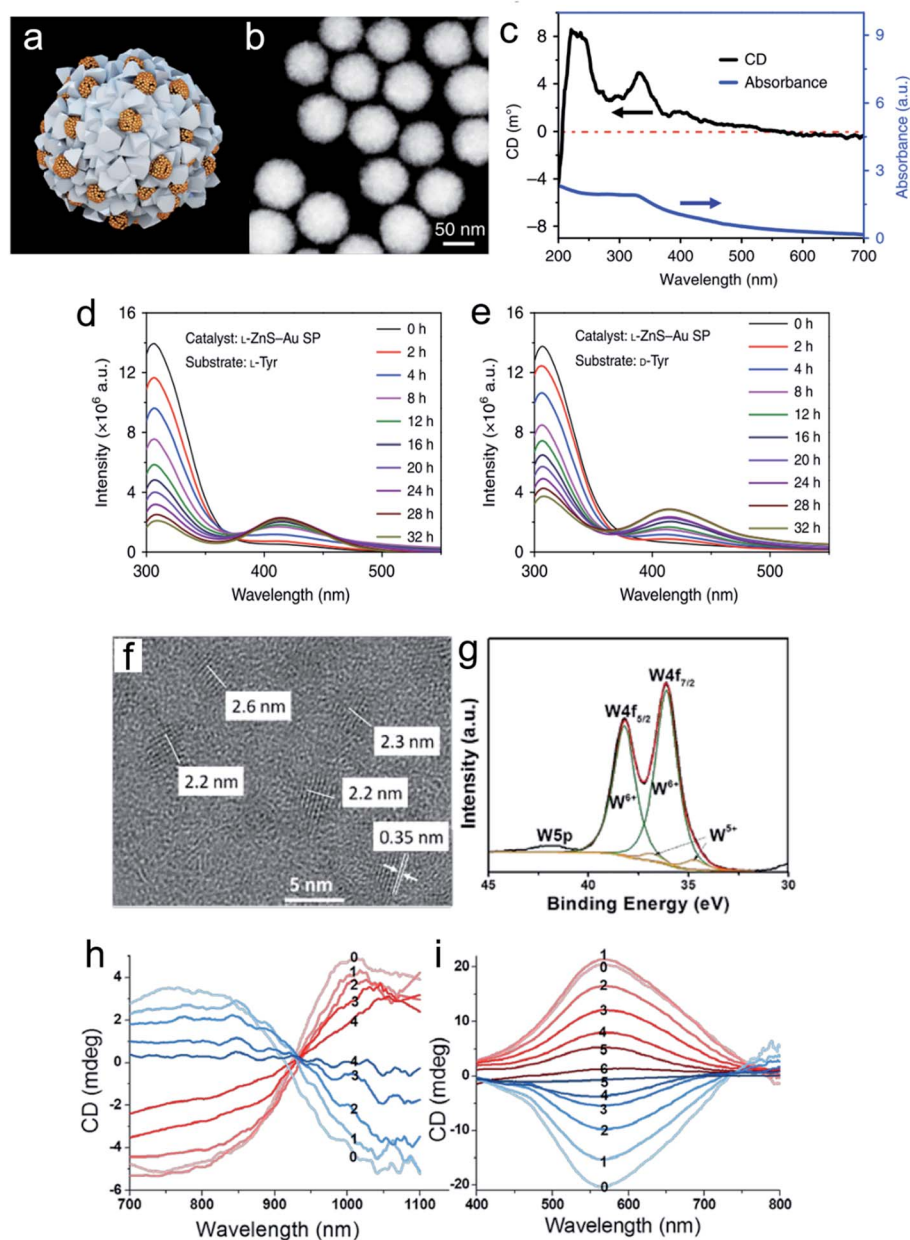 a
b
50 nm
c
CD (m°)
8
4
0
−4
−8
CD
Absorbance
9
6
3
0
Absorbance (a.u.)
200 300 400 500 600 700
Wavelength (nm)
d
Intensity (×10⁶ a.u.)
16
12
8
4
0
Catalyst: L-ZnS–Au SP
Substrate: L-Tyr
0 h
2 h
4 h
8 h
12 h
16 h
20 h
24 h
28 h
32 h
300 400 500
Wavelength (nm)
e
Intensity (×10⁶ a.u.)
16
12
8
4
0
Catalyst: L-ZnS–Au SP
Substrate: D-Tyr
0 h
2 h
4 h
8 h
12 h
16 h
20 h
24 h
28 h
32 h
300 400 500
Wavelength (nm)
f
2.6 nm
2.3 nm
2.2 nm
2.2 nm
0.35 nm
5 nm
g
Intensity (a.u.)
W4f7/2
W4f5/2
W⁶⁺
W⁶⁺
W5p
W⁵⁺
45 40 35 30
Binding Energy (eV)
h
CD (mdeg)
4
2
0
-2
-4
-6
0
1
2
3
4
4
3
2
1
0
700 800 900 1000 1100
Wavelength (nm)
i
CD (mdeg)
20
10
0
-10
-20
1
0
2
3
4
5
6
5
4
3
2
1
0
400 500 600 700 800
Wavelength (nm)